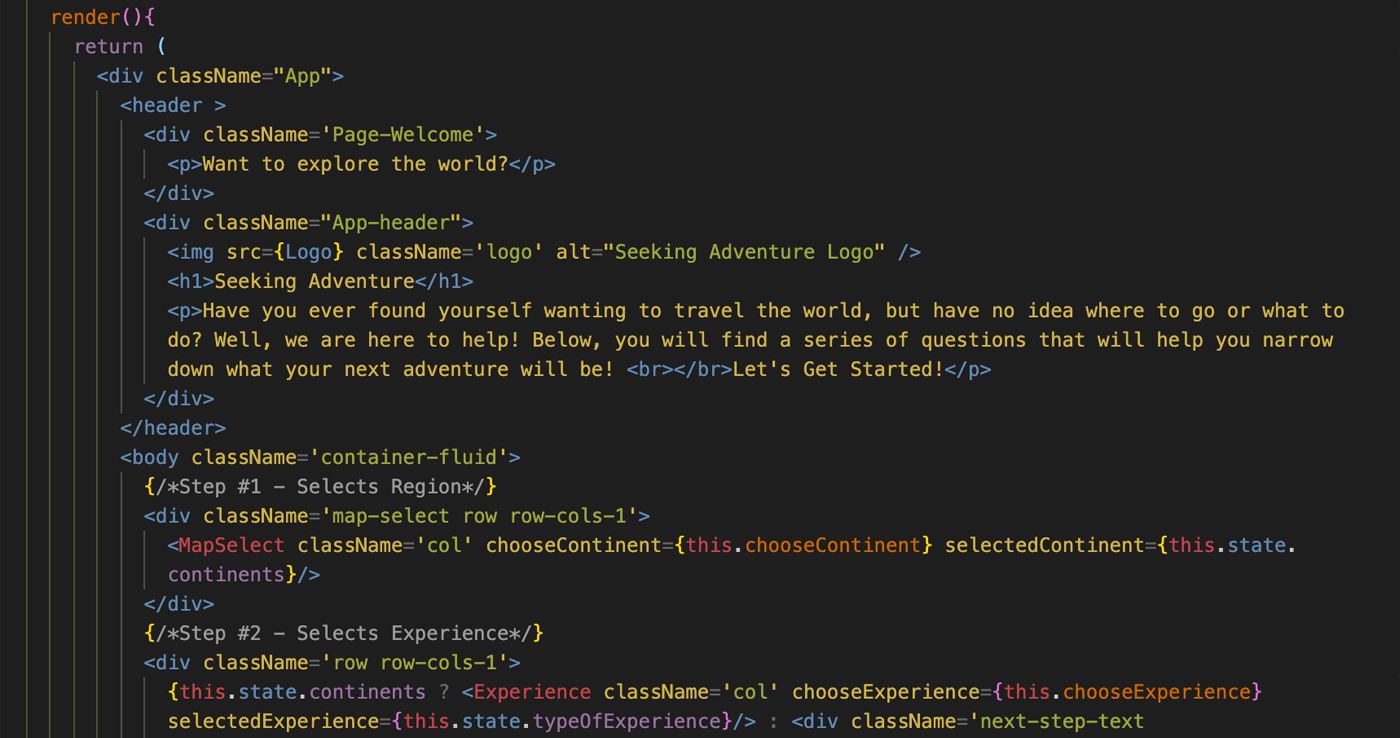 render(){
return (
<div className="App">
<header >
<div className='Page-Welcome'>
<p>Want to explore the world?</p>
</div>
<div className="App-header">
<img src={Logo} className='logo' alt="Seeking Adventure Logo" />
<h1>Seeking Adventure</h1>
<p>Have you ever found yourself wanting to travel the world, but have no idea where to go or what to
do? Well, we are here to help! Below, you will find a series of questions that will help you narrow
down what your next adventure will be! <br></br>Let's Get Started!</p>
</div>
</header>
<body className='container-fluid'>
{/*Step #1 - Selects Region*/}
<div className='map-select row row-cols-1'>
<MapSelect className='col' chooseContinent={this.chooseContinent} selectedContinent={this.state.
continents}/>
</div>
{/*Step #2 - Selects Experience*/}
<div className='row row-cols-1'>
{this.state.continents ? <Experience className='col' chooseExperience={this.chooseExperience}
selectedExperience={this.state.typeOfExperience}/> : <div className='next-step-text